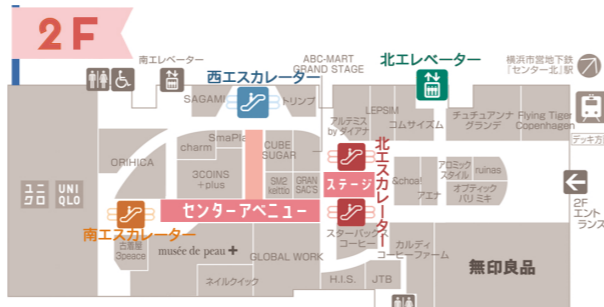 2F
南エレベーター
西エスカレーター
ABC-MART
GRAND STAGE
北エレベーター
横浜市営地下鉄
「センター北」駅
SAGAMI
トリンプ
アルテミス
by ダイアナ
LEPSIM
コムサイズム
チュチュアンナ
グランデ
Flying Tiger
Copenhagen
デッキ方
SmaPla
charm
CUBE
SUGAR
ORIHICA
3COINS
+plus
SM2
keittio
GRAN
SACS
ステージ
北エスカレーター
&choa!
アエナ
アロミック
スタイル
ruinas
オプティック
パリミキ
ユニ
クロ
UNI
QLO
センターアベニュー
2F
エント
ランス
南エスカレーター
古着屋
3peace
musée de peau +
GLOBAL WORK
スターバックス
コーヒー
カルディ
コーヒーファーム
無印良品
ネイルクイック
H.I.S.
JTB